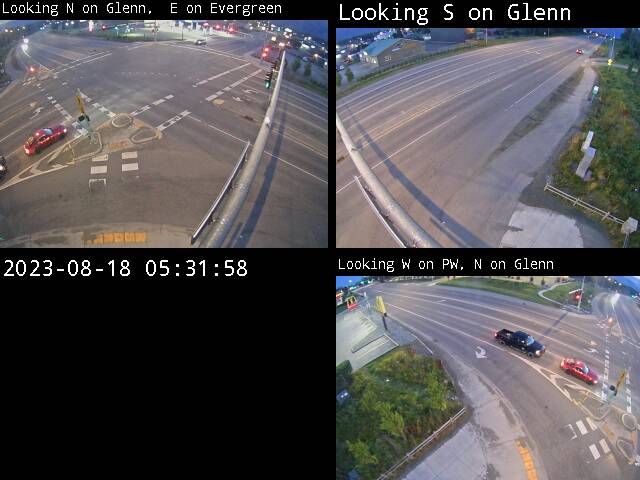 Looking N on Glenn, E on Evergreen
Looking S on Glenn
2023-08-18 05:31:58
Looking W on PW, N on Glenn